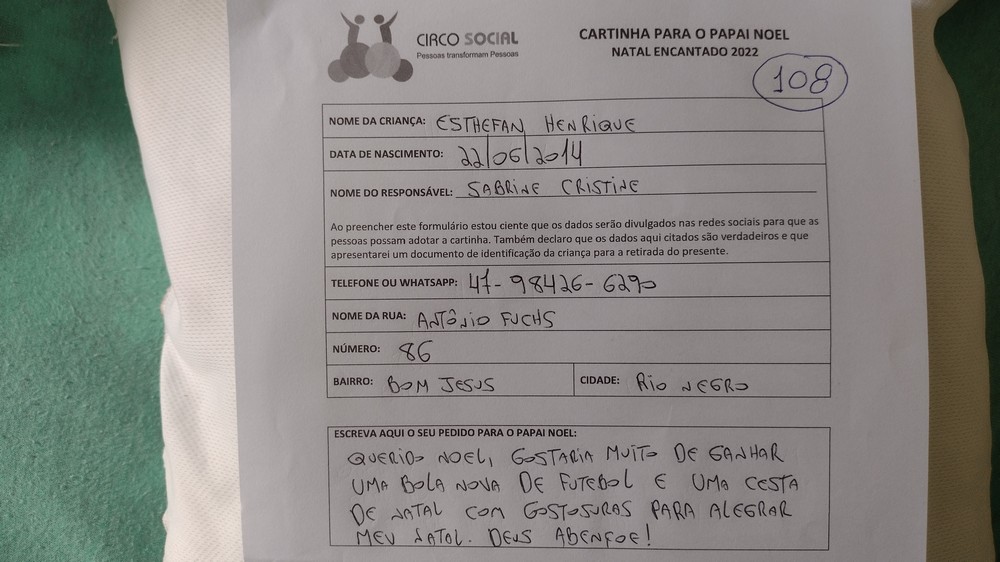 CIRCO SOCIAL
Pessoas transformam Pessoas
CARTINHA PARA O PAPAI NOEL
NATAL ENCANTADO 2022
108
NOME DA CRIANÇA: ESTHEFAN HENRIQUE
DATA DE NASCIMENTO: 22/06/2014
NOME DO RESPONSÁVEL: SABRINE CRISTINE
Ao preencher este formulário estou ciente que os dados serão divulgados nas redes sociais para que as
pessoas possam adotar a cartinha. Também declaro que os dados aqui citados são verdadeiros e que
apresentarei um documento de identificação da criança para a retirada do presente.
TELEFONE OU WHATSAPP: 47-98426-6290
NOME DA RUA: ANTÔNIO FUCHS
NÚMERO: 86
BAIRRO: BOM JESUS CIDADE: RIO NEGRO
ESCREVA AQUI O SEU PEDIDO PARA O PAPAI NOEL:
QUERIDO NOEL, GOSTARIA MUITO DE GANHAR
UMA BOLA NOVA DE FUTEBOL E UMA CESTA
DE NATAL COM GOSTOSURAS PARA ALEGRAR
MEU NATAL. DEUS ABENÇOE!